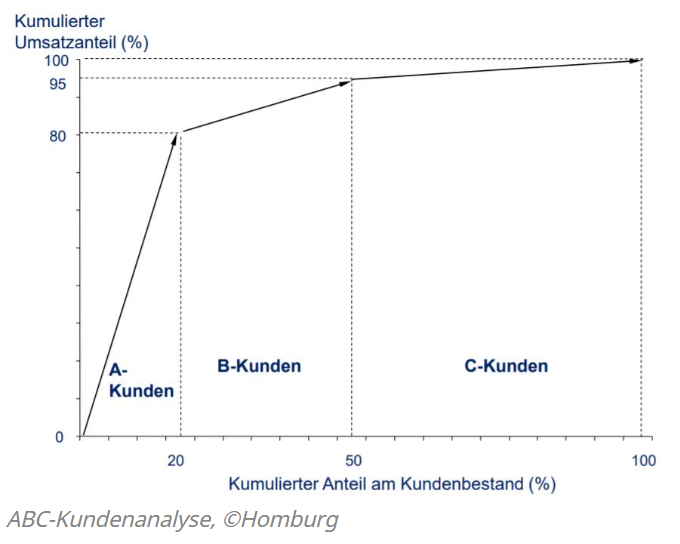 Kumulierter
Umsatzanteil (%)
100
95
80
A-
Kunden
B-Kunden
C-Kunden
0
20
50
100
Kumulierter Anteil am Kundenbestand (%)
ABC-Kundenanalyse, ©Homburg